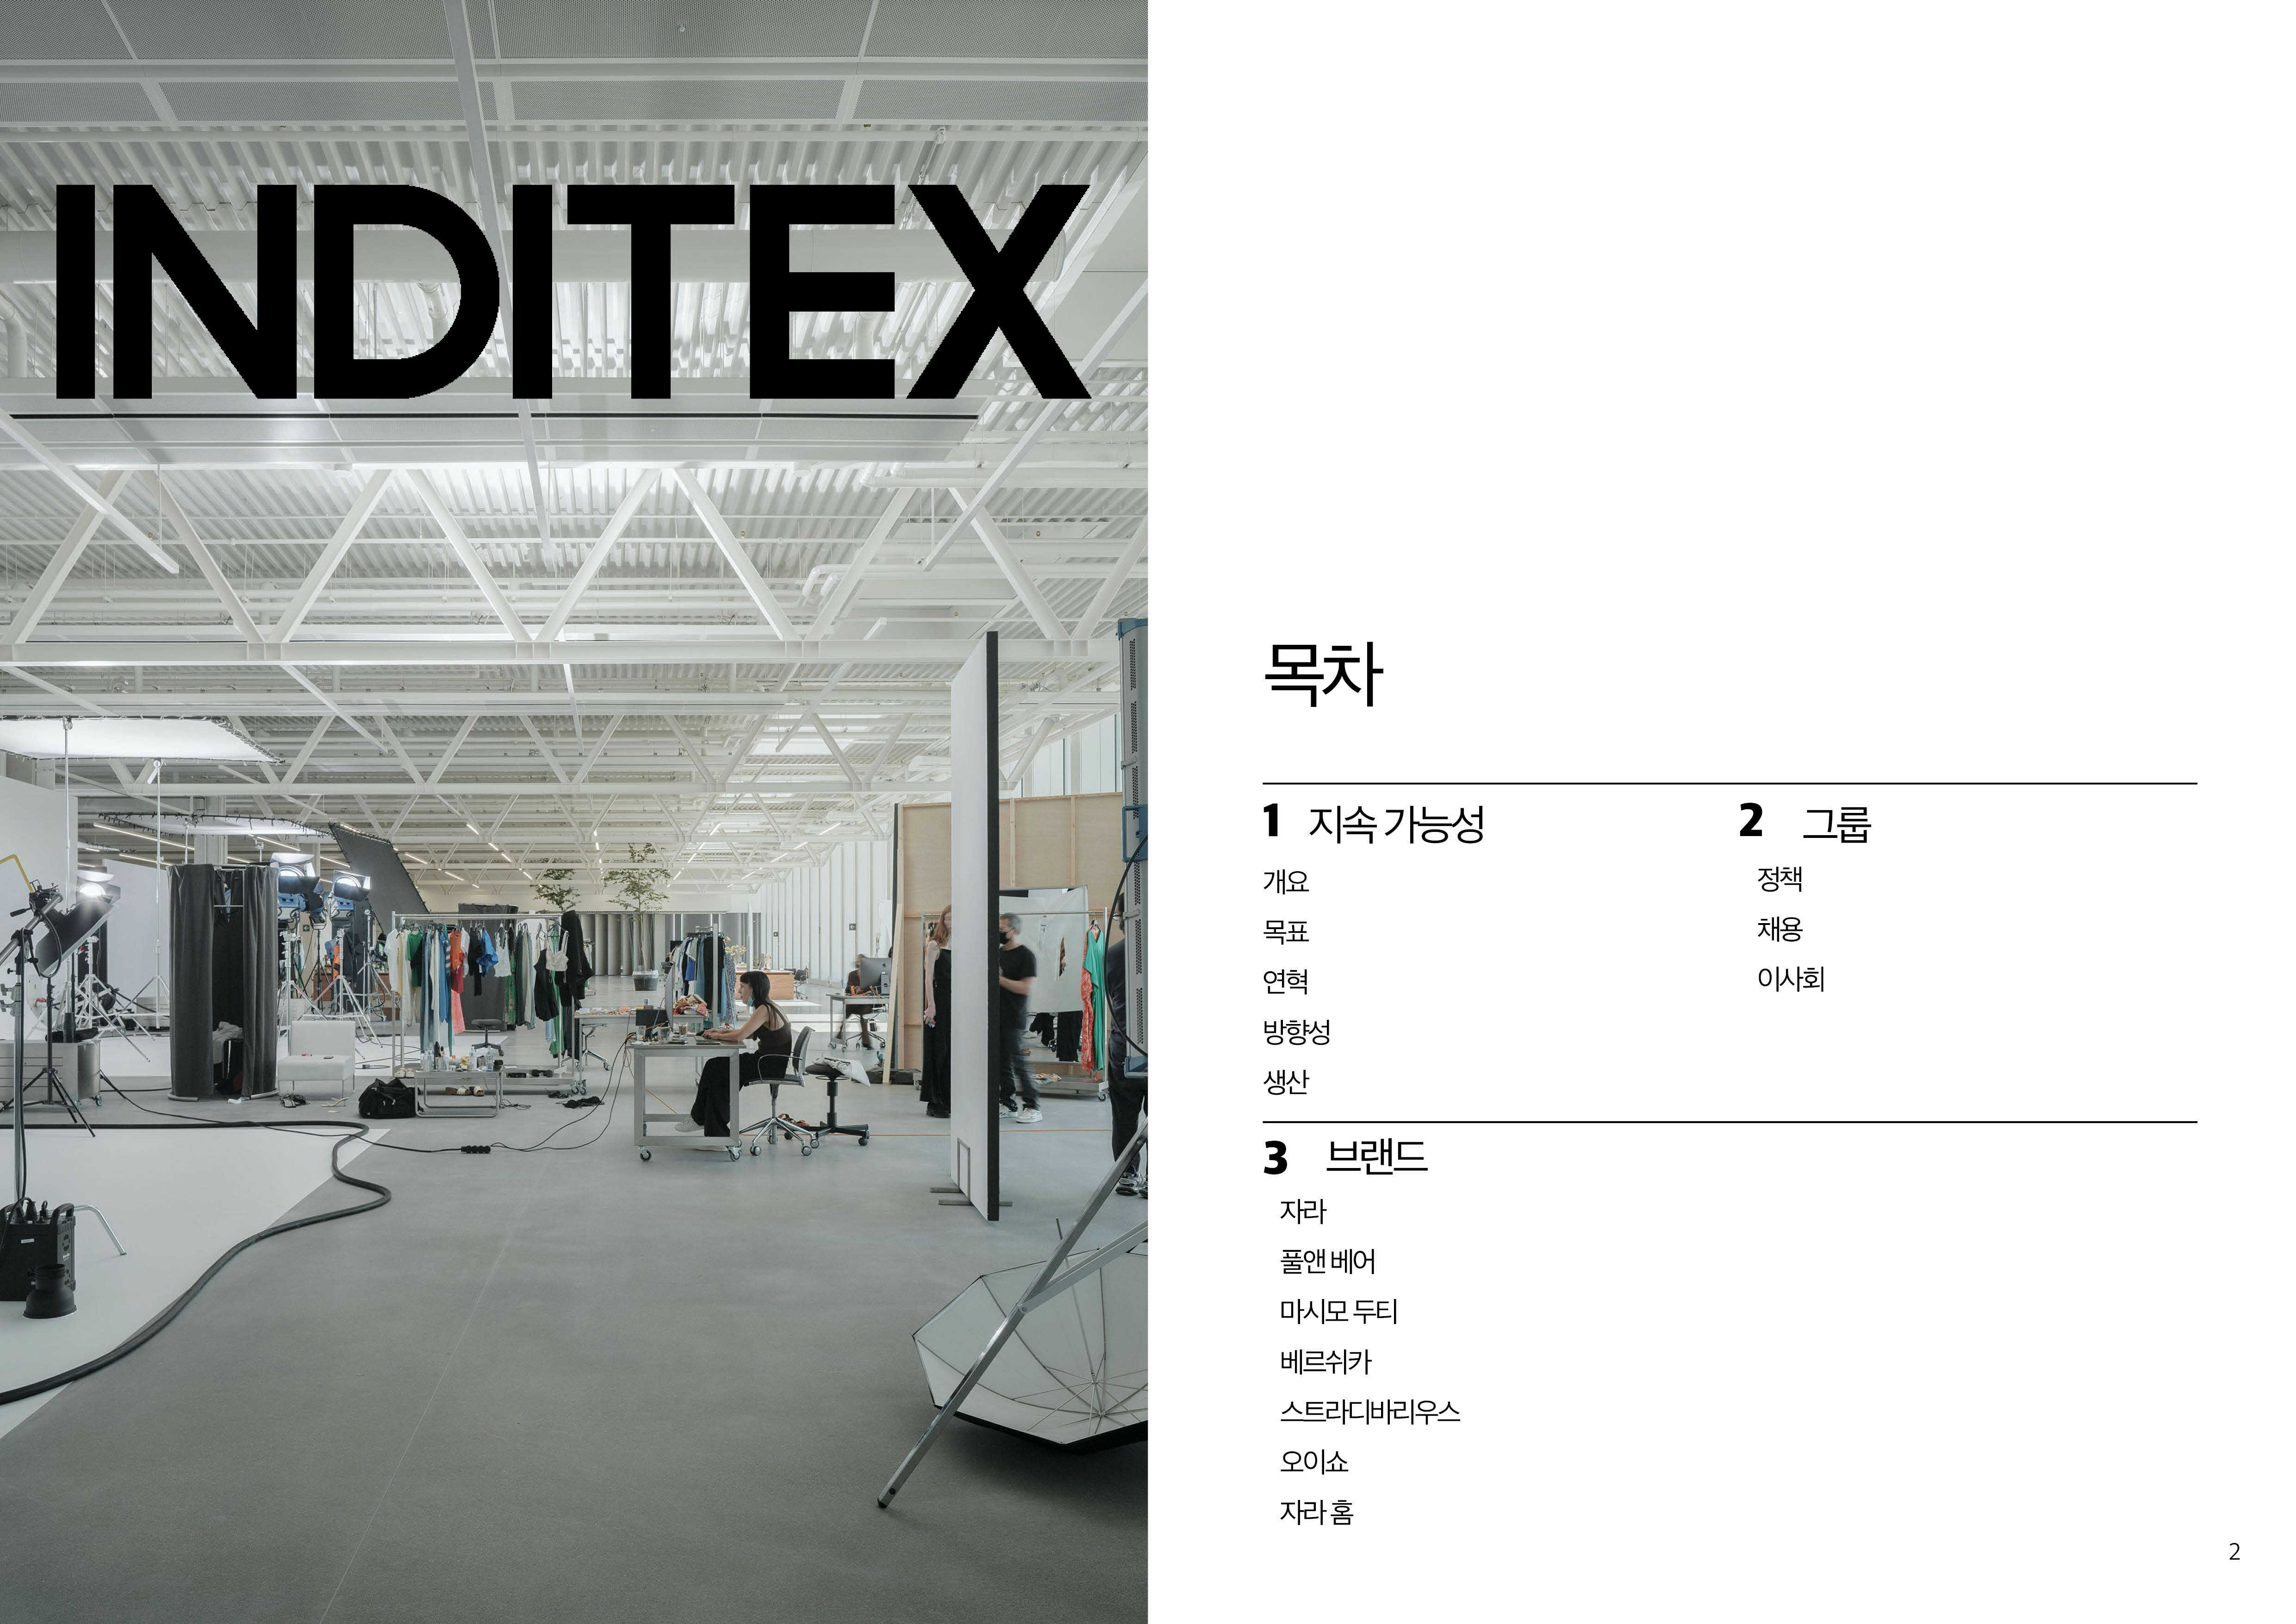 INDITEX
목차
1 지속 가능성
개요
목표
연혁
방향성
생산
2 그룹
정책
채용
이사회
3 브랜드
자라
풀앤 베어
마시모 두티
베르쉬카
스트라디바리우스
오이쇼
자라 홈
2